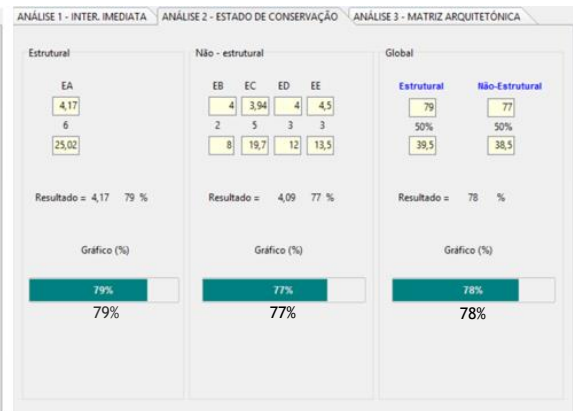 ANÁLISE 1 - INTER. IMEDIATA ANÁLISE 2 - ESTADO DE CONSERVAÇÃO ANÁLISE 3 - MATRIZ ARQUITETÓNICA
Estrutural
EA
4,17
6
25,02
Resultado = 4,17 79 %
Gráfico (%)
79%
79%
Não - estrutural
EB EC ED EE
4 3,94 4 4,5
2 5 3 3
8 19,7 12 13,5
Resultado = 4,09 77 %
Gráfico (%)
77%
77%
Global
Estrutural Não-Estrutural
79 77
50% 50%
39,5 38,5
Resultado = 78 %
Gráfico (%)
78%
78%